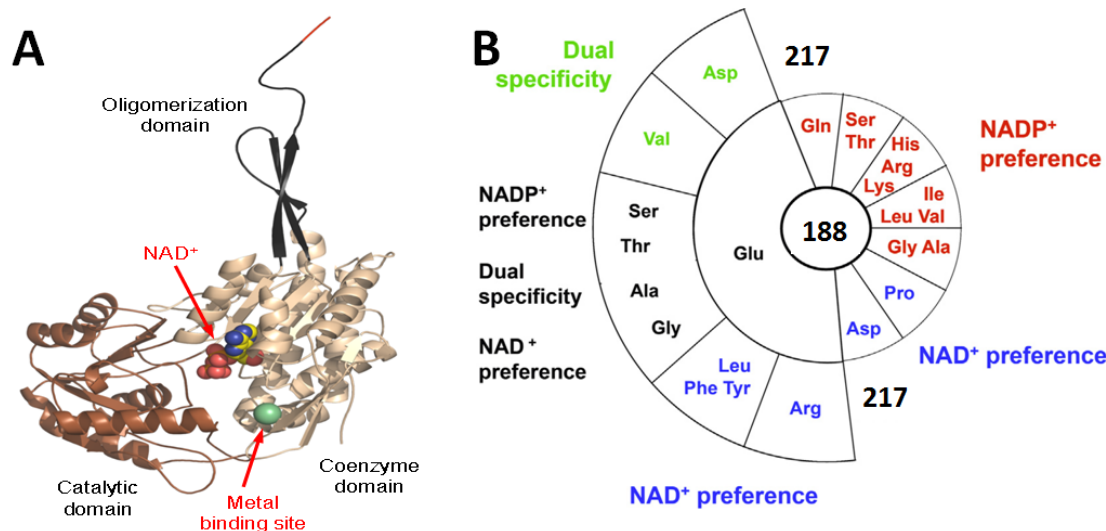 A
Oligomerization
domain
NAD⁺
Catalytic
domain
Metal
binding site
Coenzyme
domain
B
Dual
specificity
Asp
217
Val
Gln
Ser
Thr
His
Arg
Lys
Ile
Leu Val
Gly Ala
NADP⁺
preference
NADP⁺
preference
Dual
specificity
NAD⁺
preference
Ser
Thr
Ala
Gly
Glu
188
Pro
Asp
NAD⁺ preference
Leu
Phe Tyr
Arg
217
NAD⁺ preference